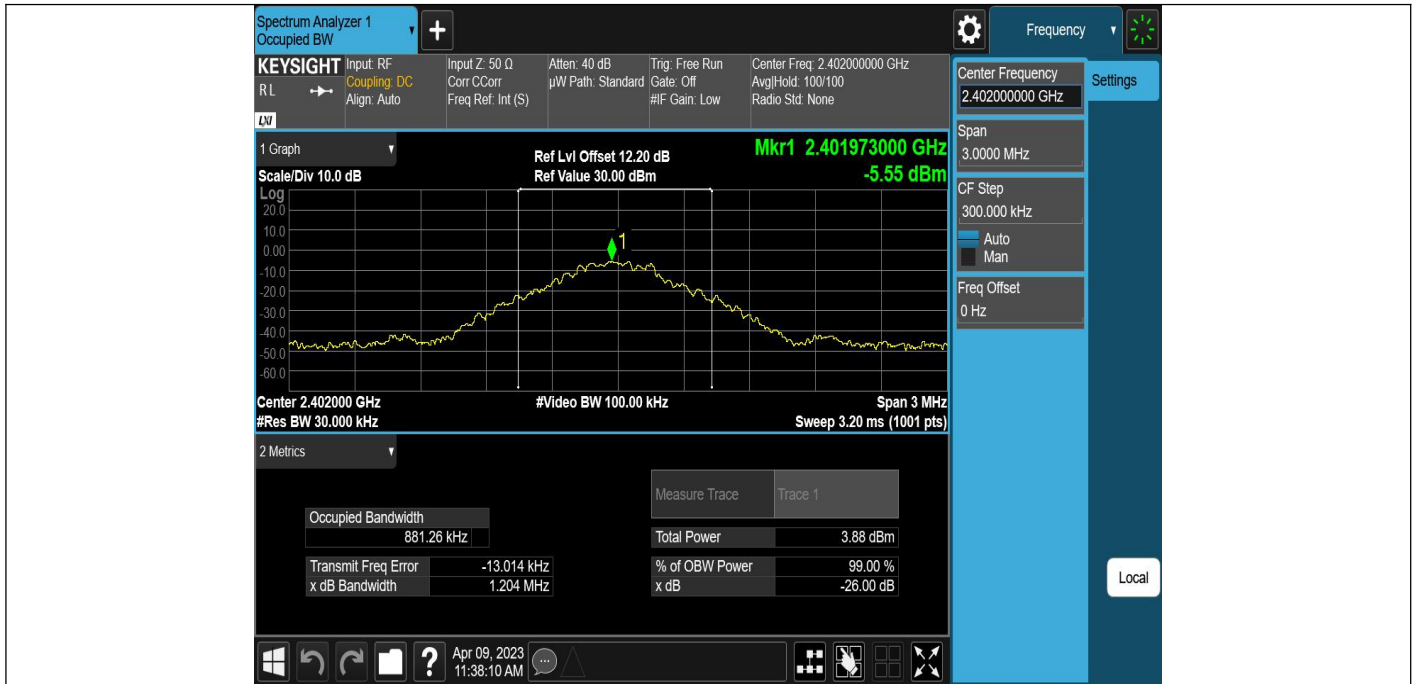 Spectrum Analyzer 1
Occupied BW
+
Frequency
KEYSIGHT
RL
LXI
Input: RF
Coupling: DC
Align: Auto
Input Z: 50 Ω
Corr CCorr
Freq Ref: Int (S)
Atten: 40 dB
µW Path: Standard
Trig: Free Run
Gate: Off
#IF Gain: Low
Center Freq: 2.402000000 GHz
Avg|Hold: 100/100
Radio Std: None
Center Frequency
2.402000000 GHz
Settings
Span
3.0000 MHz
CF Step
300.000 kHz
Auto
Man
Freq Offset
0 Hz
Local
1 Graph
Scale/Div 10.0 dB
Ref Lvl Offset 12.20 dB
Ref Value 30.00 dBm
Mkr1 2.401973000 GHz
-5.55 dBm
Log
20.0
10.0
0.00
-10.0
-20.0
-30.0
-40.0
-50.0
-60.0
1
Center 2.402000 GHz
#Res BW 30.000 kHz
#Video BW 100.00 kHz
Span 3 MHz
Sweep 3.20 ms (1001 pts)
2 Metrics
Measure Trace Trace 1
Occupied Bandwidth
881.26 kHz
Total Power 3.88 dBm
Transmit Freq Error -13.014 kHz
% of OBW Power 99.00 %
x dB Bandwidth 1.204 MHz
x dB -26.00 dB
?
Apr 09, 2023
11:38:10 AM